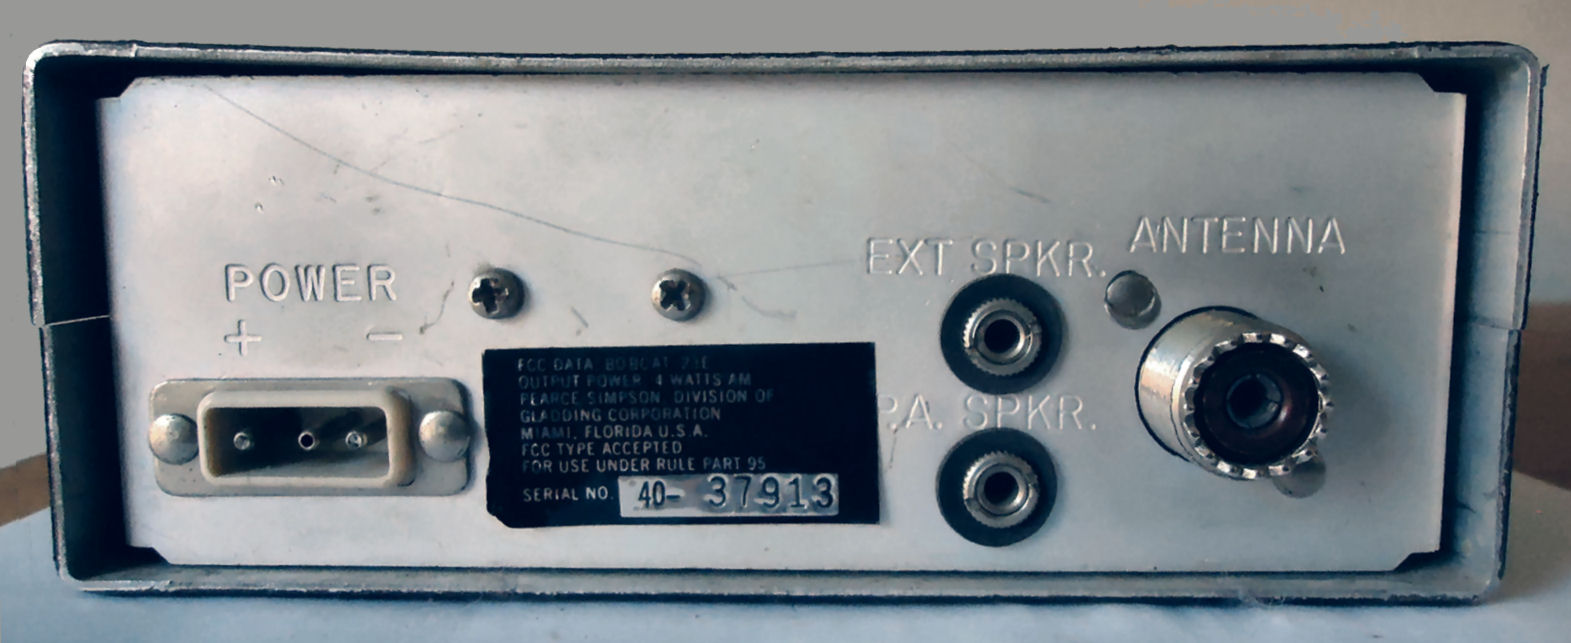 POWER
+ −
EXT SPKR.
ANTENNA
P.A. SPKR.
FCC DATA BOBCAT 23E
OUTPUT POWER 4 WATTS AM
PEARCE-SIMPSON DIVISION OF
GLADDING CORPORATION
MIAMI, FLORIDA U.S.A.
FCC TYPE ACCEPTED
FOR USE UNDER RULE PART 95
SERIAL NO. 40- 37913